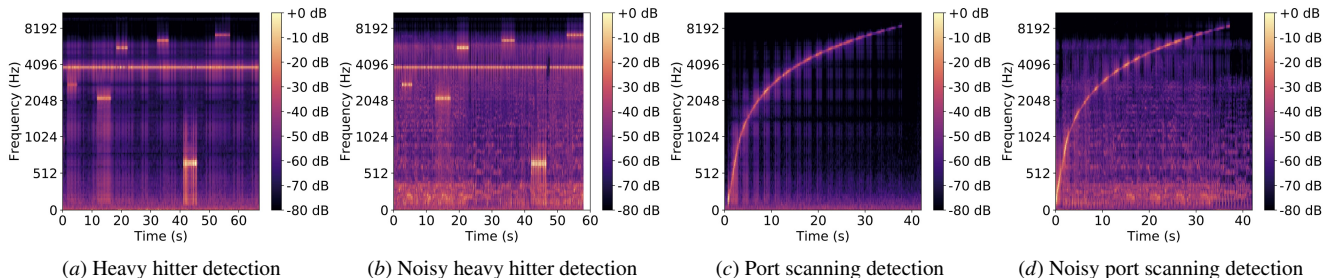 8192
4096
2048
1024
512
0
Frequency (Hz)
0 10 20 30 40 50 60
Time (s)
+0 dB
-10 dB
-20 dB
-30 dB
-40 dB
-50 dB
-60 dB
-70 dB
-80 dB
(a) Heavy hitter detection
8192
4096
2048
1024
512
0
Frequency (Hz)
0 10 20 30 40 50 60
Time (s)
+0 dB
-10 dB
-20 dB
-30 dB
-40 dB
-50 dB
-60 dB
-70 dB
-80 dB
(b) Noisy heavy hitter detection
8192
4096
2048
1024
512
0
Frequency (Hz)
0 10 20 30 40
Time (s)
+0 dB
-10 dB
-20 dB
-30 dB
-40 dB
-50 dB
-60 dB
-70 dB
-80 dB
(c) Port scanning detection
8192
4096
2048
1024
512
0
Frequency (Hz)
0 10 20 30 40
Time (s)
+0 dB
-10 dB
-20 dB
-30 dB
-40 dB
-50 dB
-60 dB
-70 dB
-80 dB
(d) Noisy port scanning detection